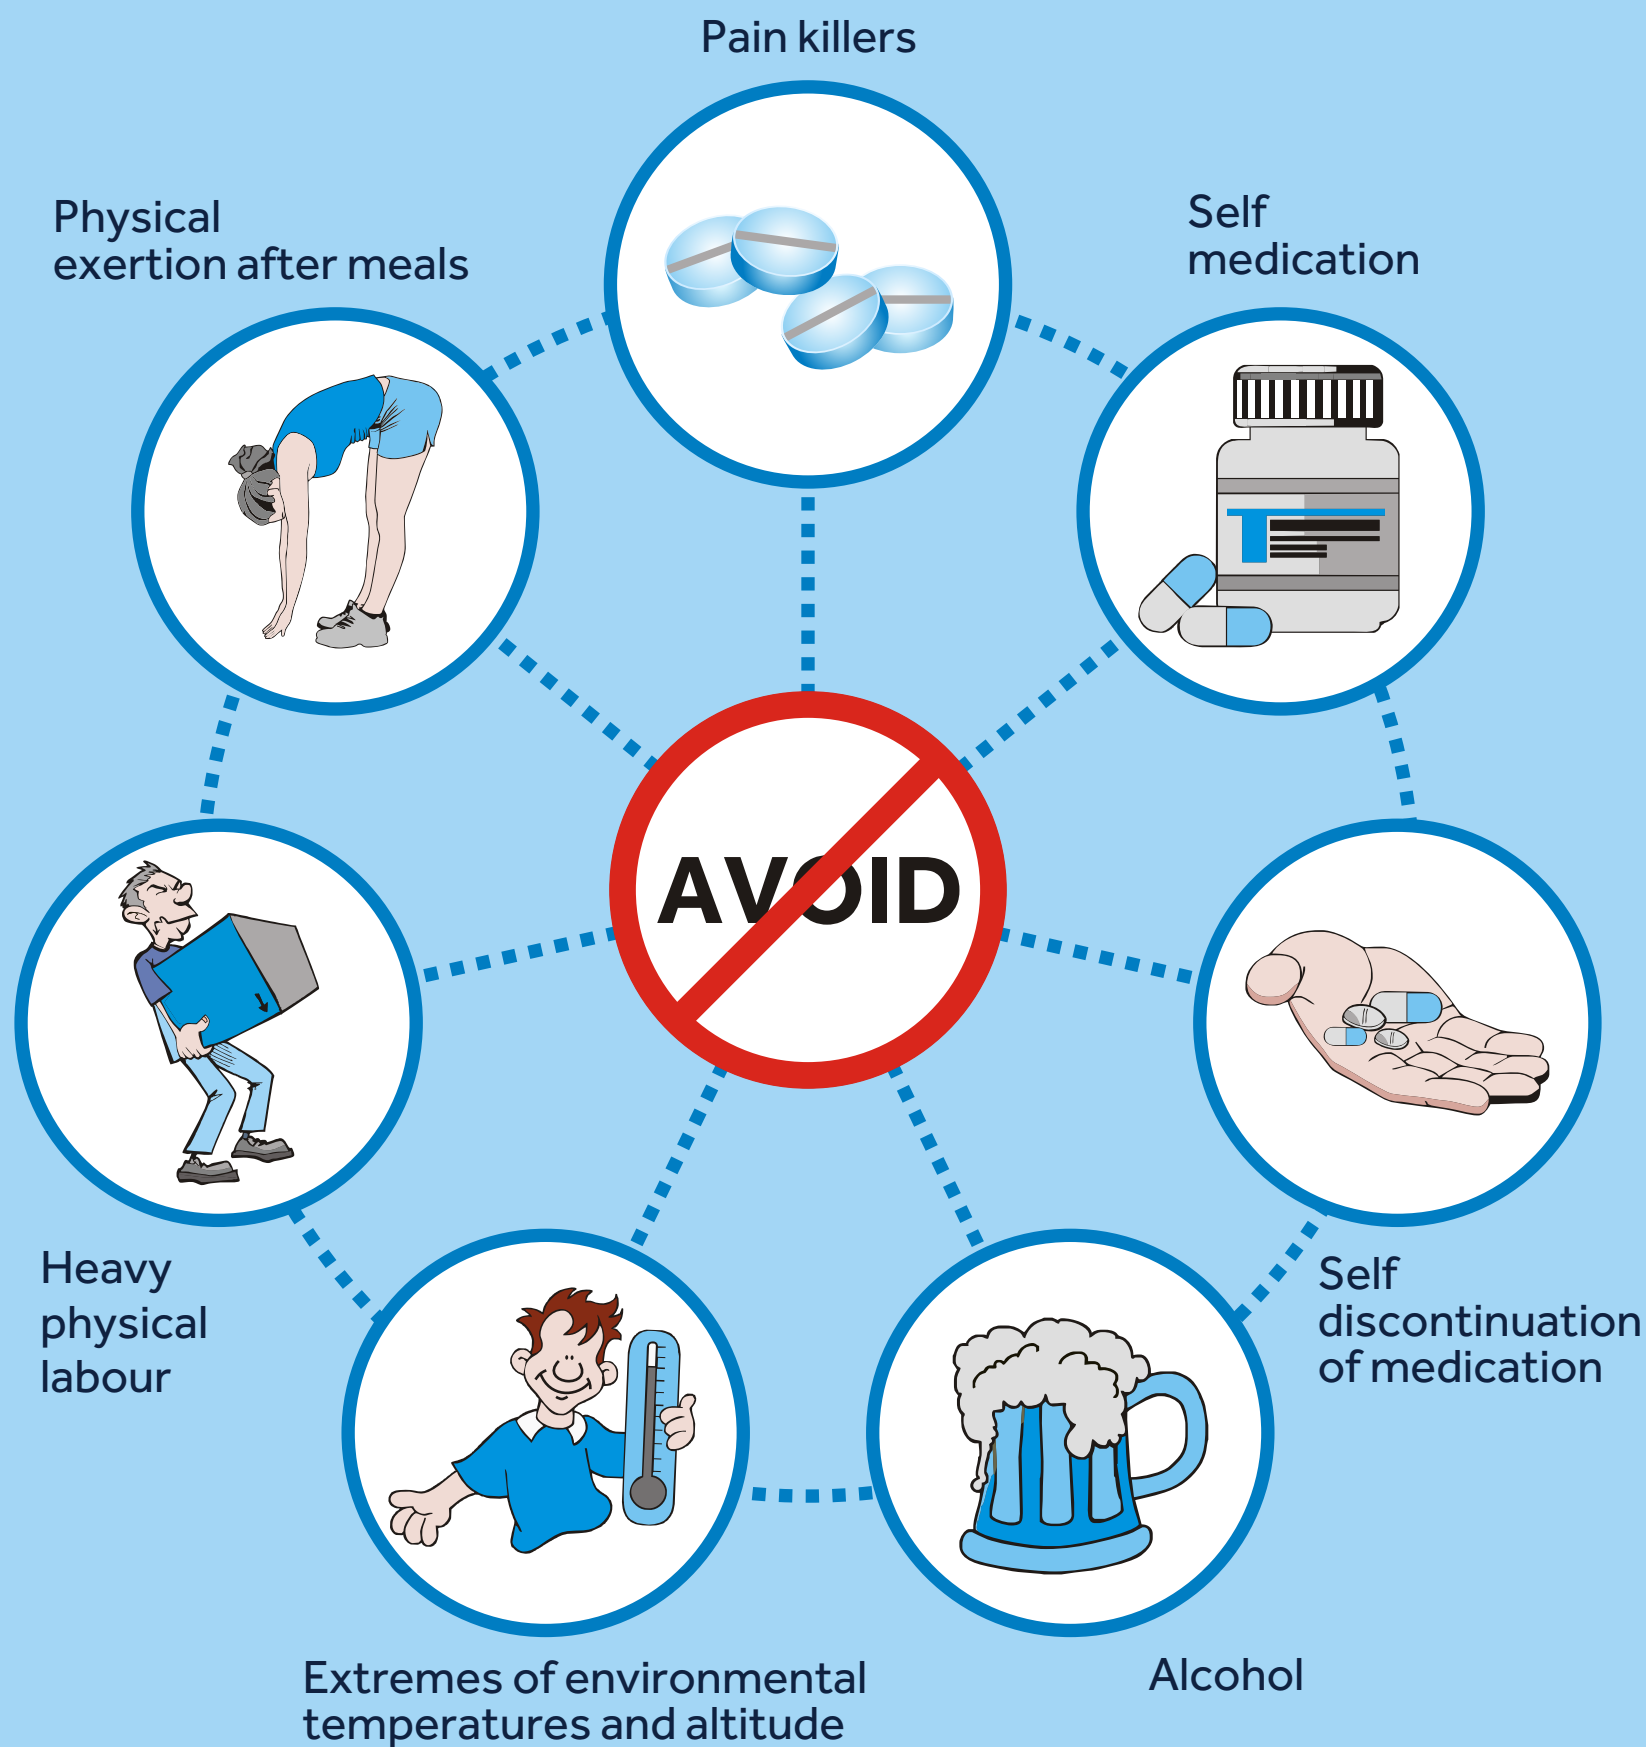 Pain killers
Self
medication
Physical
exertion after meals
AVOID
Heavy
physical
labour
Self
discontinuation
of medication
Extremes of environmental
temperatures and altitude
Alcohol